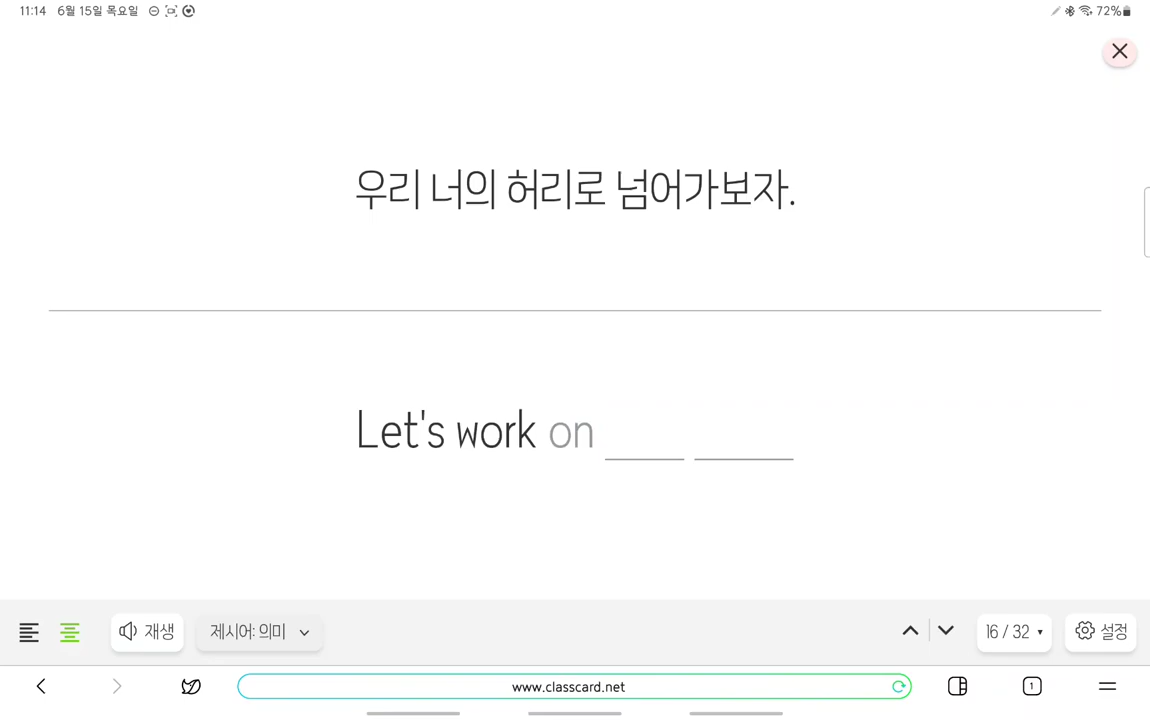 11:14 6월 15일 목요일
72%
우리 너의 허리로 넘어가보자.
Let's work on
재생
제시어: 의미
16 / 32
설정
www.classcard.net
1